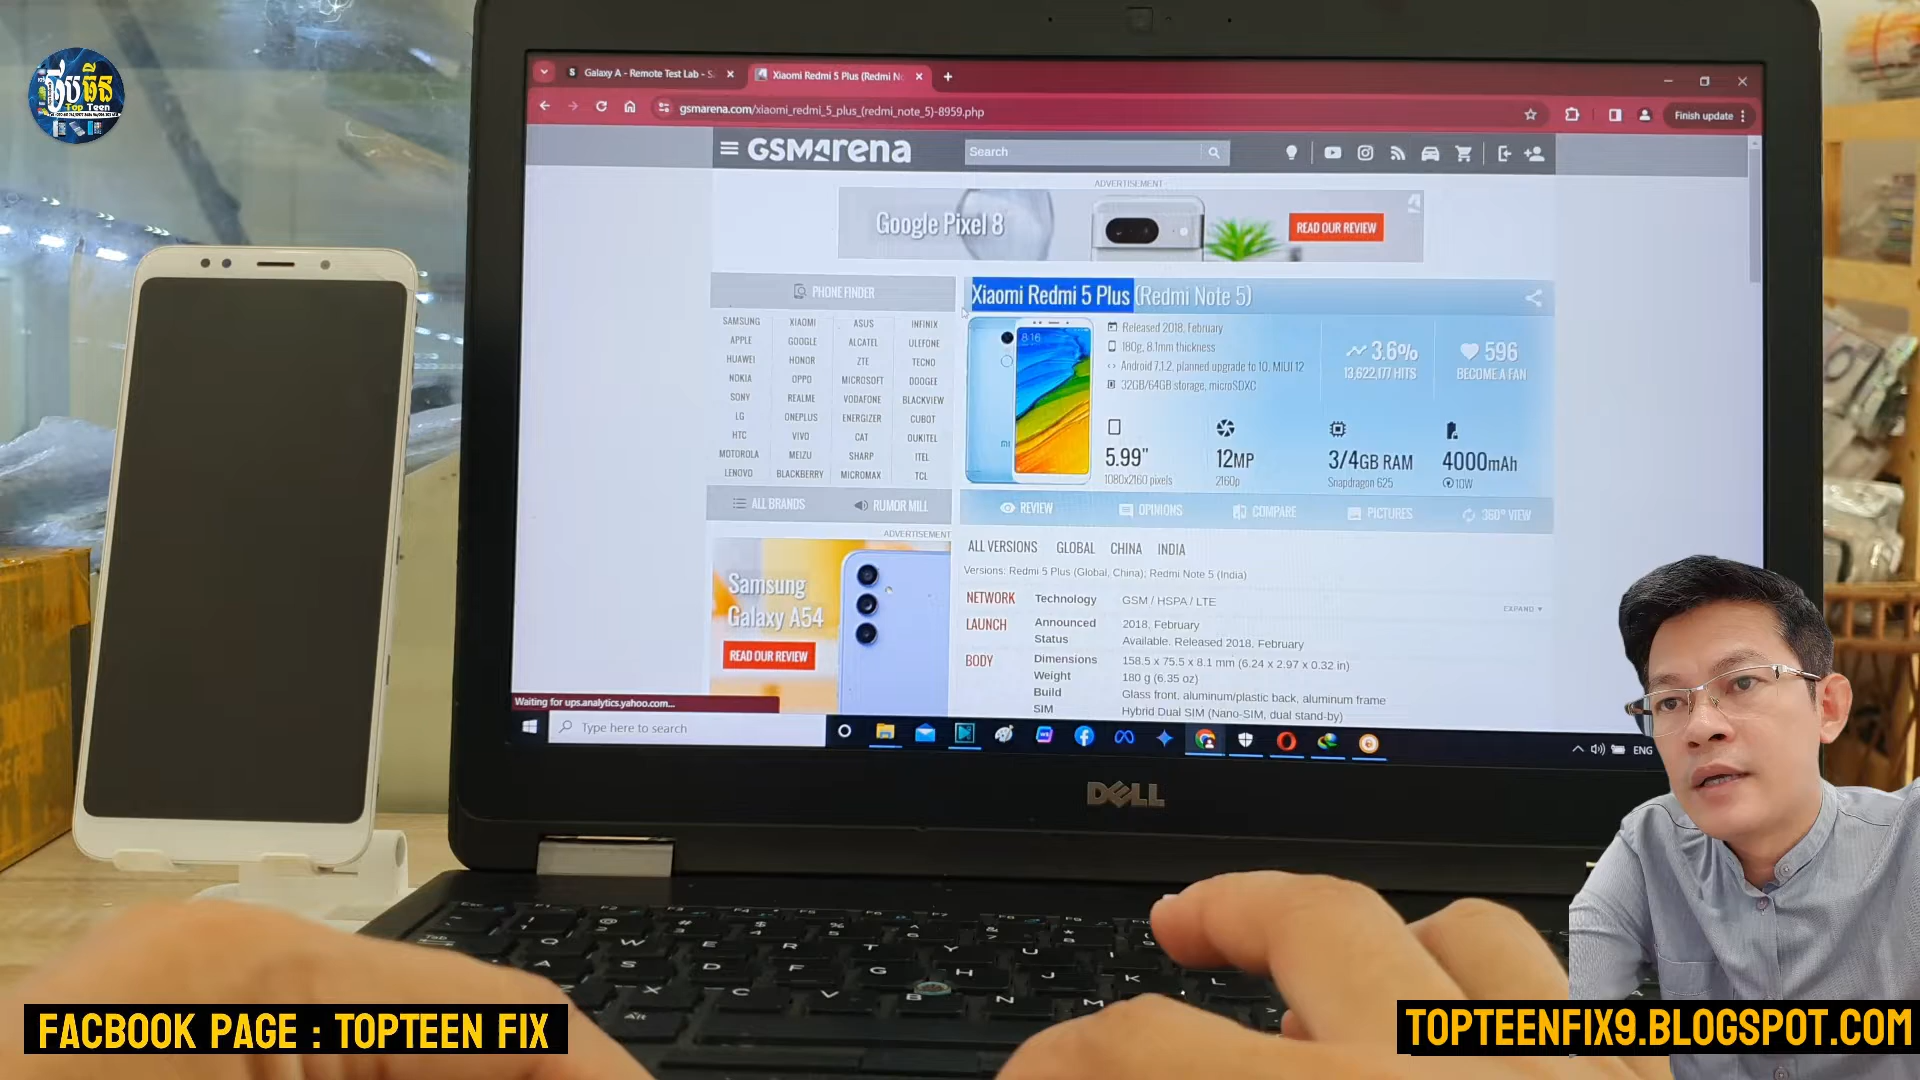 ថីបធីន
Top Teen
Galaxy A - Remote Test Lab - S
Xiaomi Redmi 5 Plus (Redmi No
gsmarena.com/xiaomi_redmi_5_plus_(redmi_note_5)-8959.php
Finish update
GSMArena
Search
ADVERTISEMENT
Google Pixel 8
READ OUR REVIEW
PHONE FINDER
SAMSUNG XIAOMI ASUS INFINIX
APPLE GOOGLE ALCATEL ULEFONE
HUAWEI HONOR ZTE TECNO
NOKIA OPPO MICROSOFT DOOGEE
SONY REALME VODAFONE BLACKVIEW
LG ONEPLUS ENERGIZER CUBOT
HTC VIVO CAT OUKITEL
MOTOROLA MEIZU SHARP ITEL
LENOVO BLACKBERRY MICROMAX TCL
ALL BRANDS RUMOR MILL
ADVERTISEMENT
Samsung
Galaxy A54
READ OUR REVIEW
Xiaomi Redmi 5 Plus (Redmi Note 5)
8:16
Released 2018, February
180g, 8.1mm thickness
Android 7.1.2, planned upgrade to 10, MIUI 12
32GB/64GB storage, microSDXC
3.6%
13,622,177 HITS
596
BECOME A FAN
5.99"
1080x2160 pixels
12MP
2160p
3/4GB RAM
Snapdragon 625
4000mAh
10W
REVIEW OPINIONS COMPARE PICTURES 360° VIEW
ALL VERSIONS GLOBAL CHINA INDIA
Versions: Redmi 5 Plus (Global, China); Redmi Note 5 (India)
NETWORK Technology GSM / HSPA / LTE
EXPAND ▼
LAUNCH Announced 2018, February
Status Available. Released 2018, February
BODY Dimensions 158.5 x 75.5 x 8.1 mm (6.24 x 2.97 x 0.32 in)
Weight 180 g (6.35 oz)
Build Glass front, aluminum/plastic back, aluminum frame
SIM Hybrid Dual SIM (Nano-SIM, dual stand-by)
Waiting for ups.analytics.yahoo.com...
Type here to search
ENG
DELL
FACBOOK PAGE : TOPTEEN FIX
TOPTEENFIX9.BLOGSPOT.COM